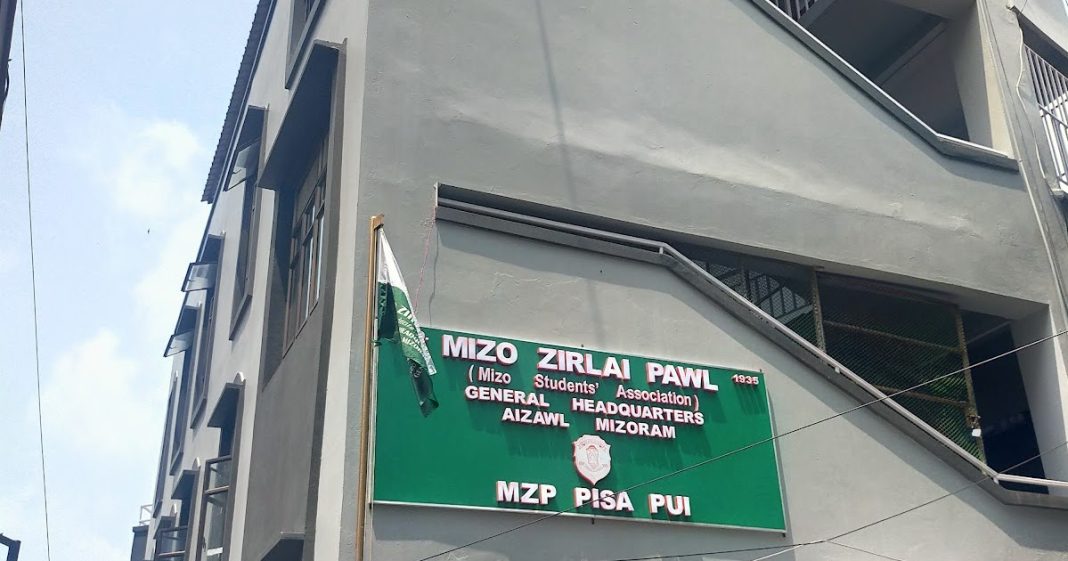 MIZO ZIRLAI PAWL 1935
(Mizo Students' Association)
GENERAL HEADQUARTERS
AIZAWL MIZORAM
MZP PISA PUI